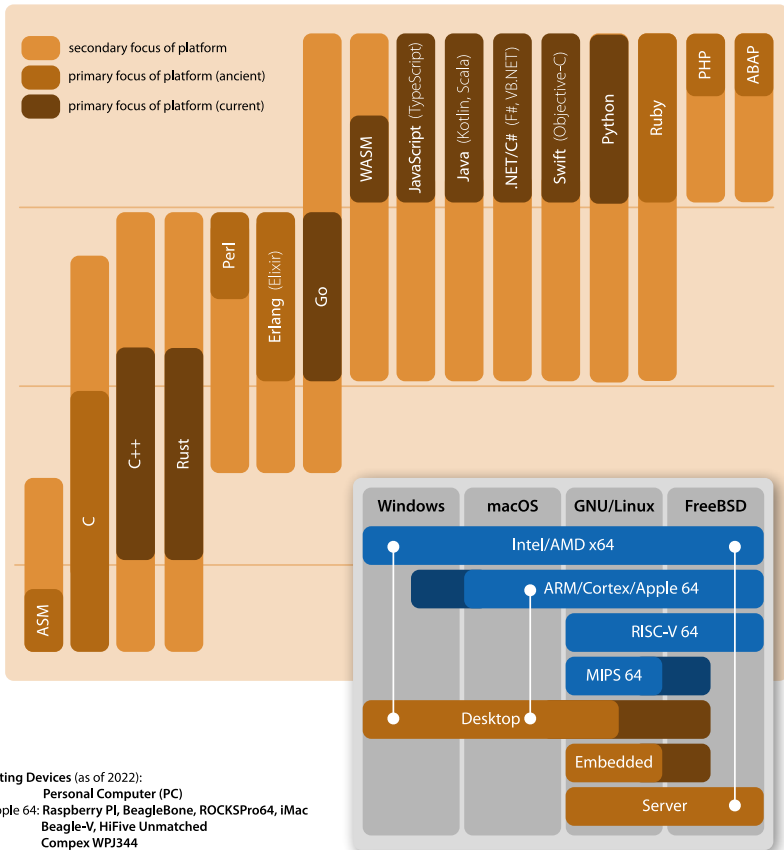 secondary focus of platform
primary focus of platform (ancient)
primary focus of platform (current)
ASM
C
C++
Rust
Perl
Erlang (Elixir)
Go
WASM
JavaScript (TypeScript)
Java (Kotlin, Scala)
.NET/C# (F#, VB.NET)
Swift (Objective-C)
Python
Ruby
PHP
ABAP
Windows macOS GNU/Linux FreeBSD
Intel/AMD x64
ARM/Cortex/Apple 64
RISC-V 64
MIPS 64
Desktop
Embedded
Server
ting Devices (as of 2022):
Personal Computer (PC)
ple 64: Raspberry PI, BeagleBone, ROCKSPro64, iMac
Beagle-V, HiFive Unmatched
Compex WPJ344